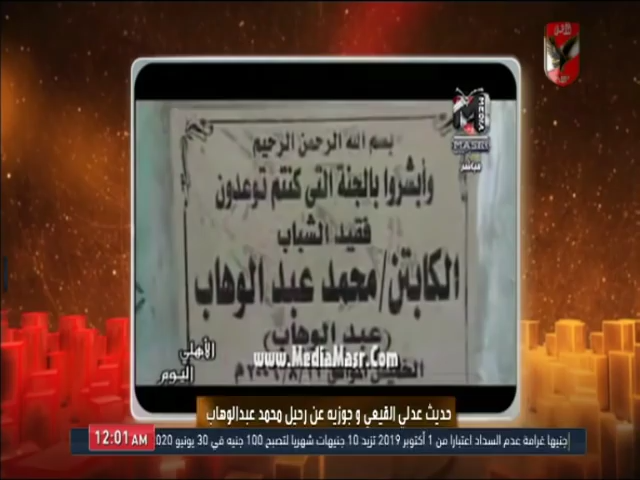 MEDIA
MASR
مباشر
بسم الله الرحمن الرحيم
وأبشروا بالجنة التى كنتم توعدون
فقيد الشباب
الكابتن/محمد عبد الوهاب
(عبد الوهاب)
www.MediaMasr.Com
الأهلي
اليوم
حديث عدلي القيعي و جوزيه عن رحيل محمد عبدالوهاب
جنيها غرامة عدم السداد اعتبارا من 1 أكتوبر 2019 تزيد 10 جنيهات شهريا لتصبح 100 جنيه في 30 يونيو 020
12:01 AM